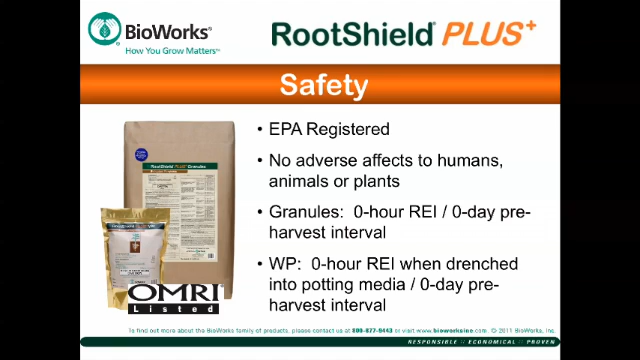 BioWorks®
How You Grow Matters™
RootShield® PLUS+
Safety
• EPA Registered
• No adverse affects to humans,
animals or plants
• Granules: 0-hour REI / 0-day pre-
harvest interval
• WP: 0-hour REI when drenched
into potting media / 0-day pre-
harvest interval
RootShield PLUS+ Granules
OMRI
Listed
To find out more about the BioWorks family of products, please contact us at 800-877-9443 or visit www.bioworksinc.com. © 2011 BioWorks, Inc.
RESPONSIBLE :: ECONOMICAL :: PROVEN